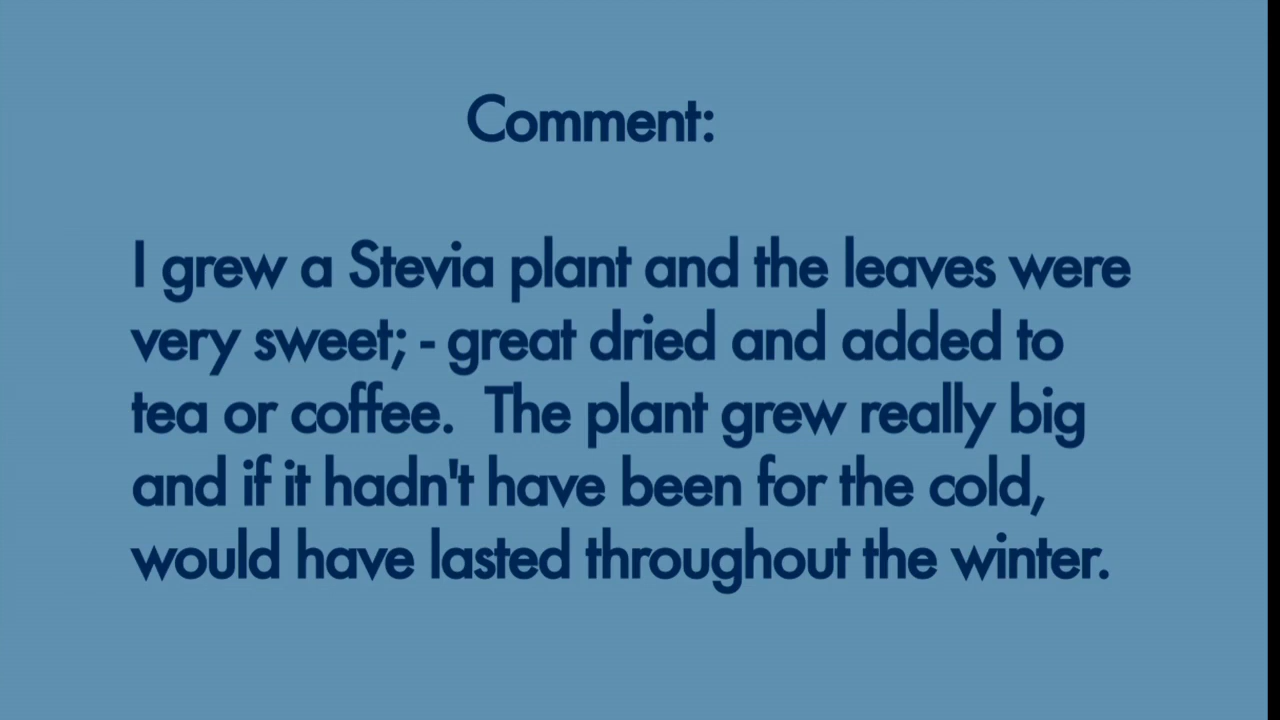 Comment:
I grew a Stevia plant and the leaves were
very sweet; - great dried and added to
tea or coffee.  The plant grew really big
and if it hadn't have been for the cold,
would have lasted throughout the winter.